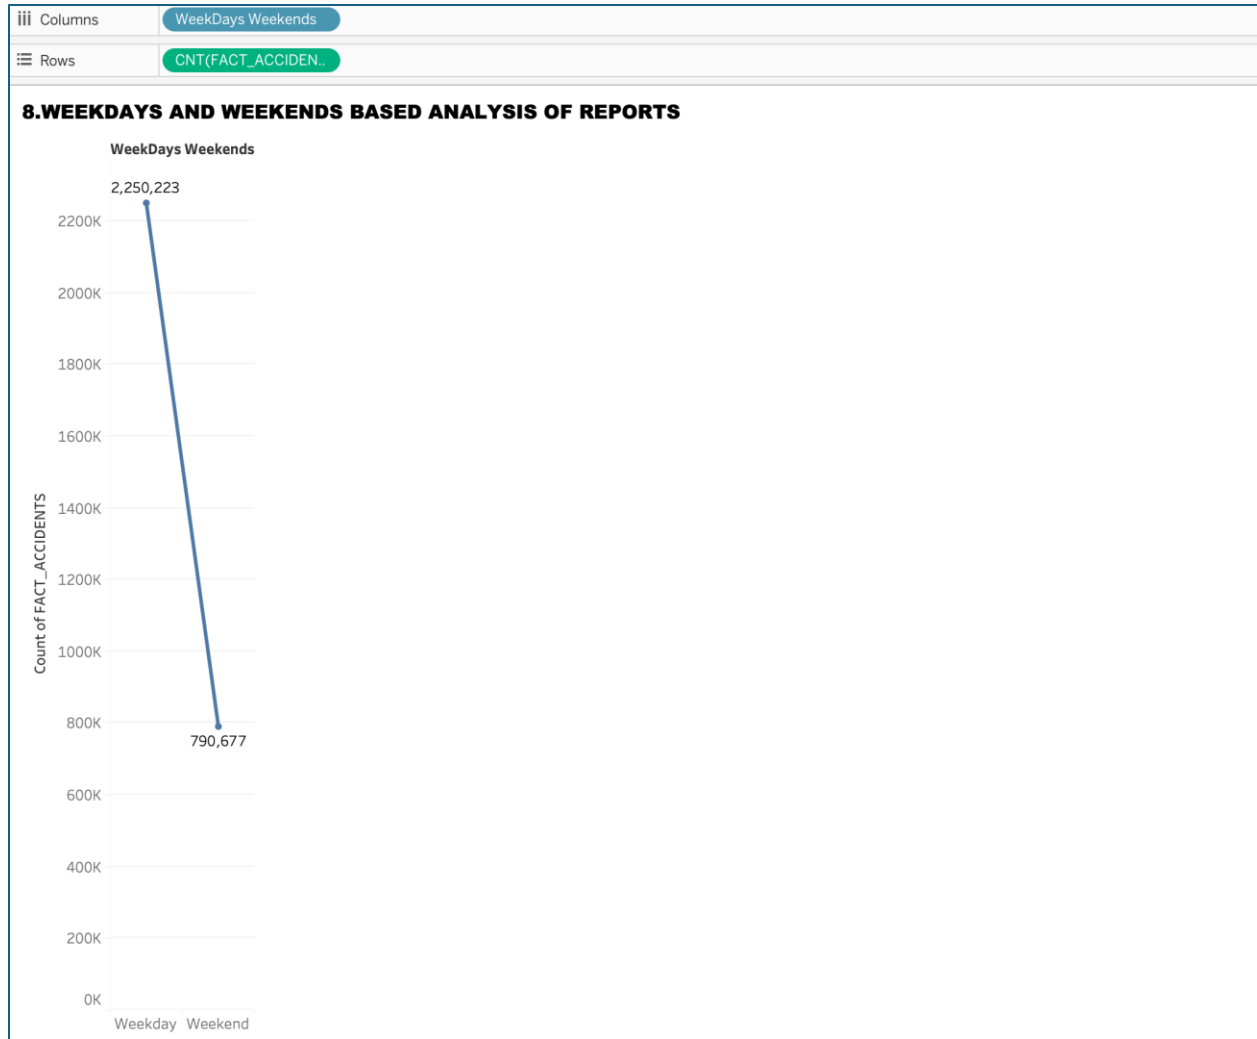 Columns
WeekDays Weekends
Rows
CNT(FACT_ACCIDEN..
8.WEEKDAYS AND WEEKENDS BASED ANALYSIS OF REPORTS
WeekDays Weekends
2,250,223
2200K
2000K
1800K
1600K
1400K
1200K
1000K
800K
600K
400K
200K
0K
Count of FACT_ACCIDENTS
790,677
Weekday Weekend